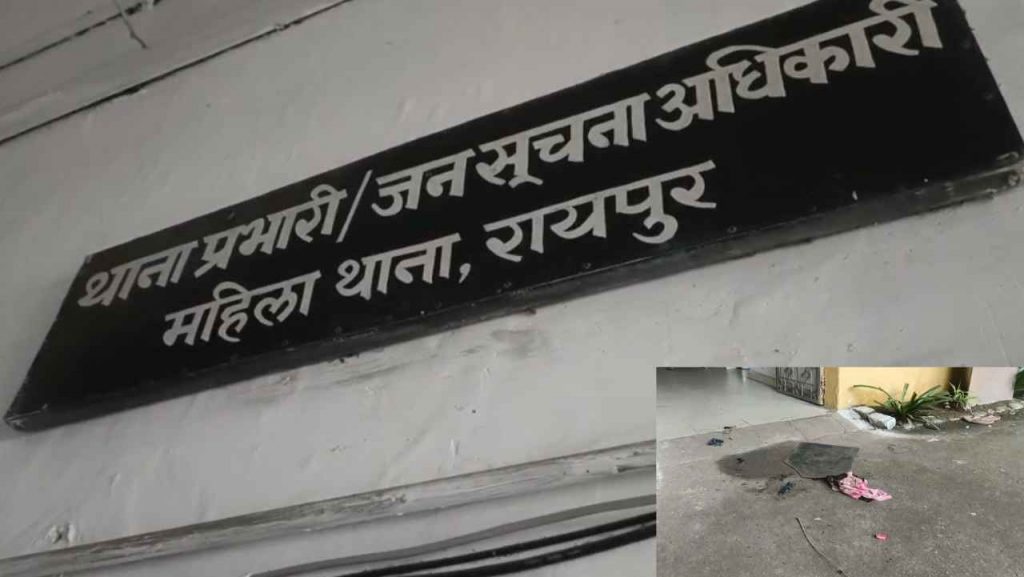 थाना प्रभारी/जन सूचना अधिकारी
महिला थाना, रायपुर